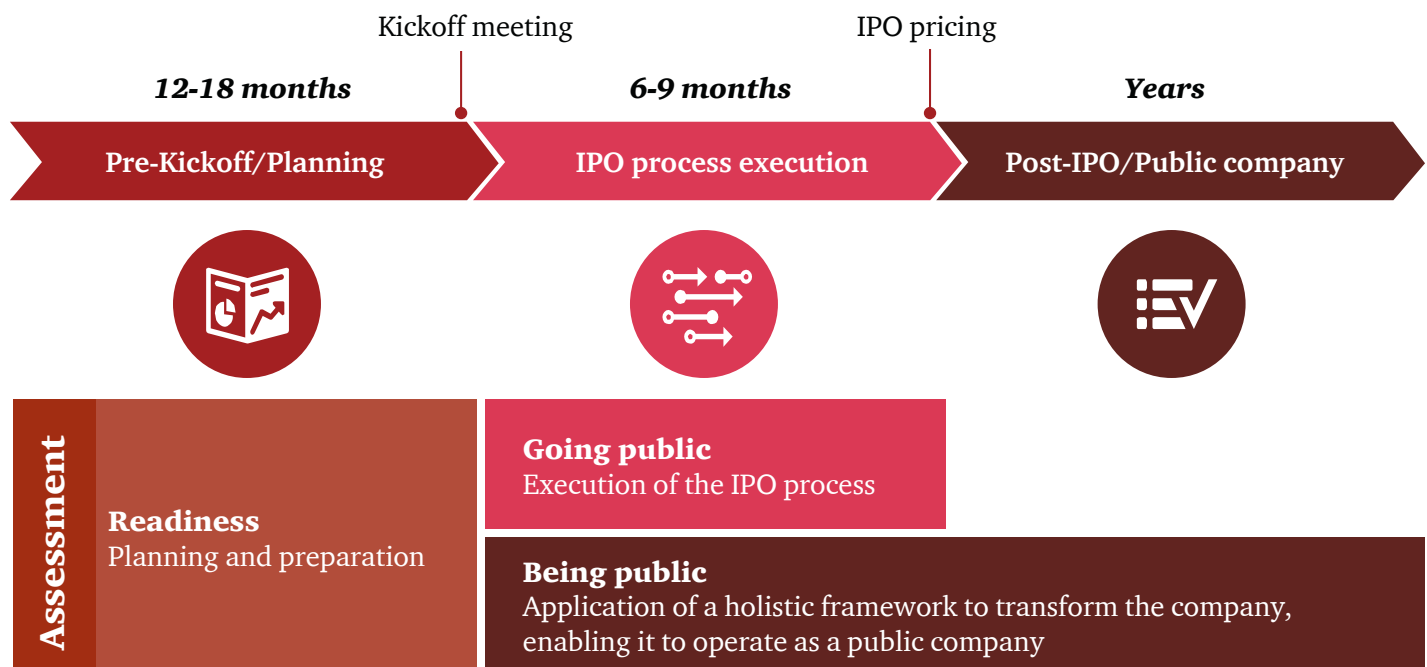 Kickoff meeting
IPO pricing
12-18 months
6-9 months
Years
Pre-Kickoff/Planning
IPO process execution
Post-IPO/Public company
Assessment
Readiness
Planning and preparation
Going public
Execution of the IPO process
Being public
Application of a holistic framework to transform the company,
enabling it to operate as a public company